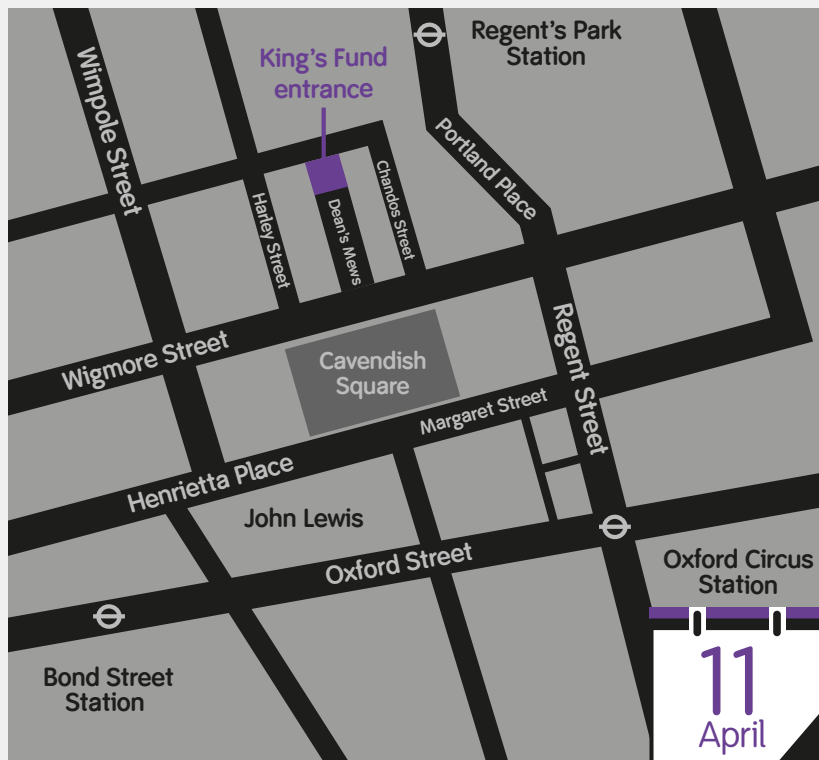 Regent's Park
Station
King's Fund
entrance
Wimpole Street
Portland Place
Harley Street
Dean's Mews
Chandos Street
Wigmore Street
Cavendish
Square
Regent Street
Margaret Street
Henrietta Place
John Lewis
Oxford Street
Oxford Circus
Station
Bond Street
Station
11
April